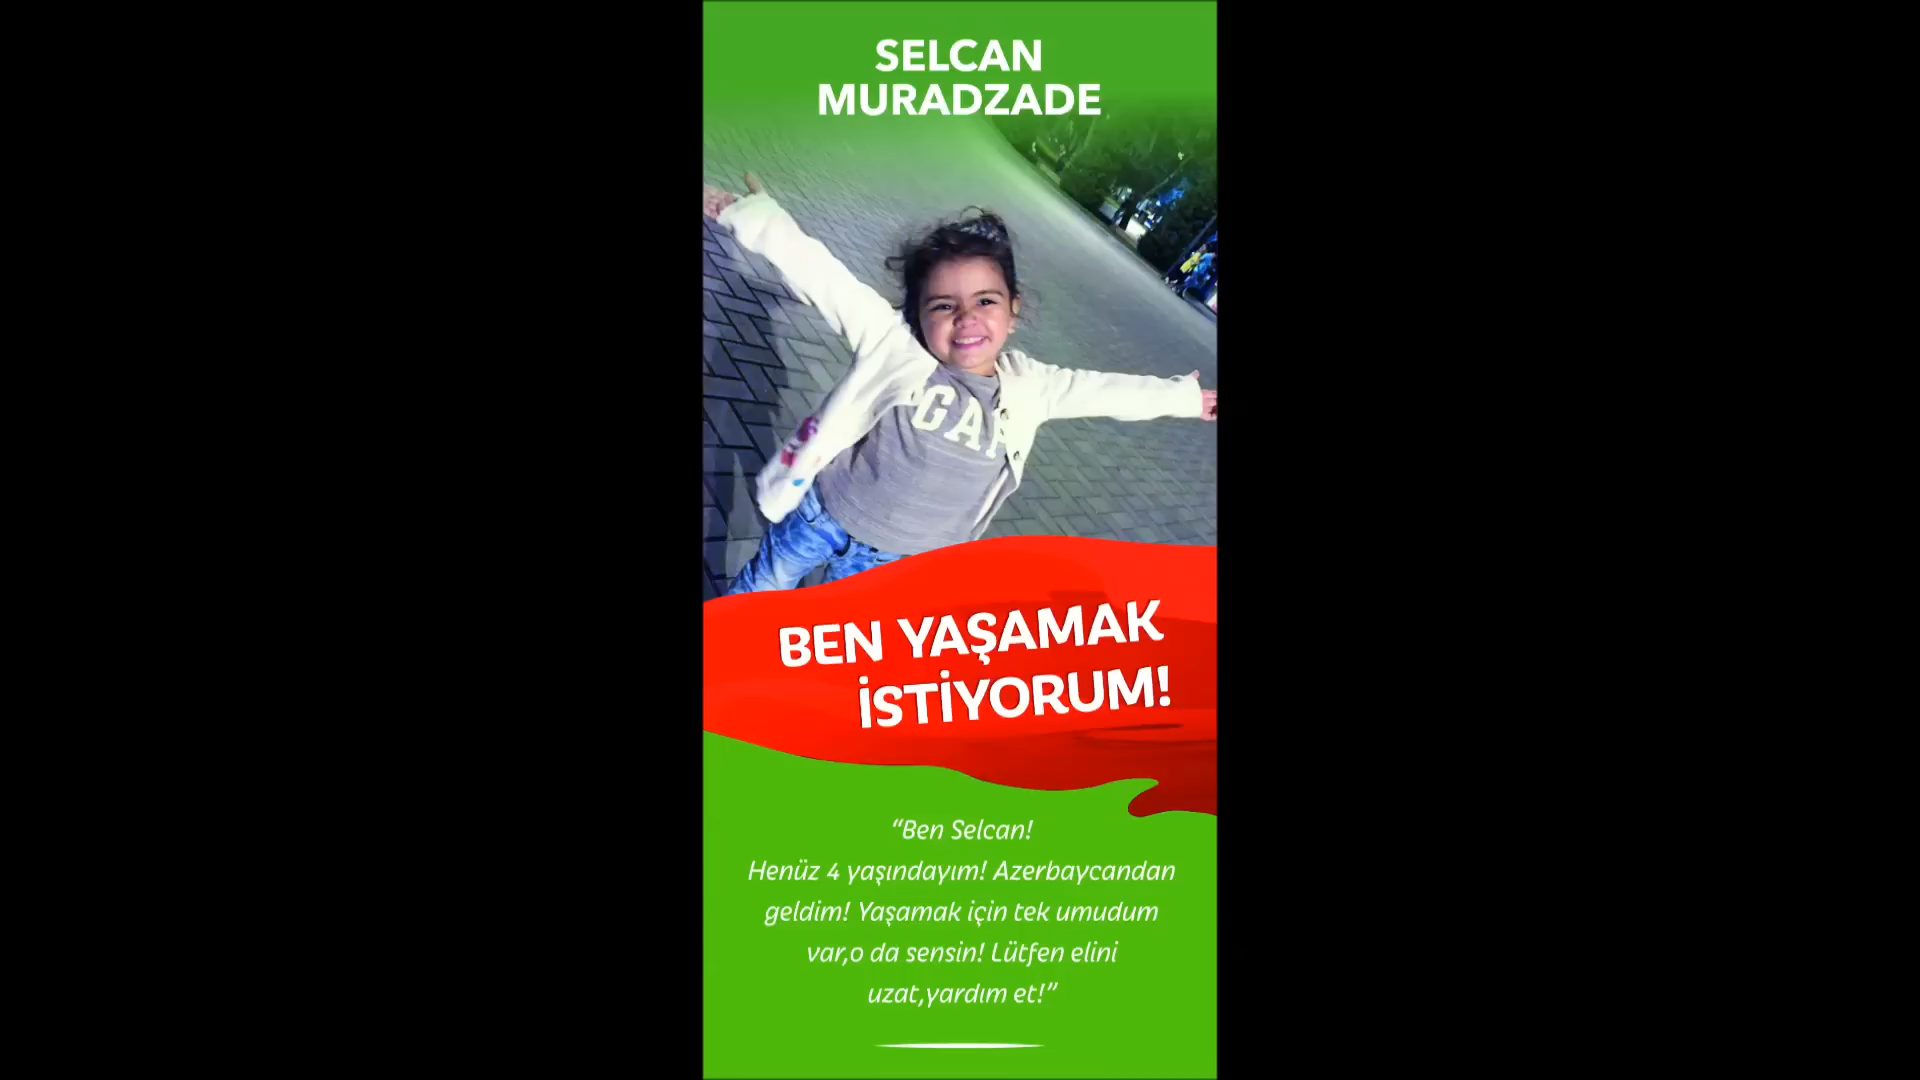 SELCAN
MURADZADE
GAP
BEN YAŞAMAK
İSTİYORUM!
“Ben Selcan!
Henüz 4 yaşındayım! Azerbaycandan
geldim! Yaşamak için tek umudum
var,o da sensin! Lütfen elini
uzat,yardım et!”